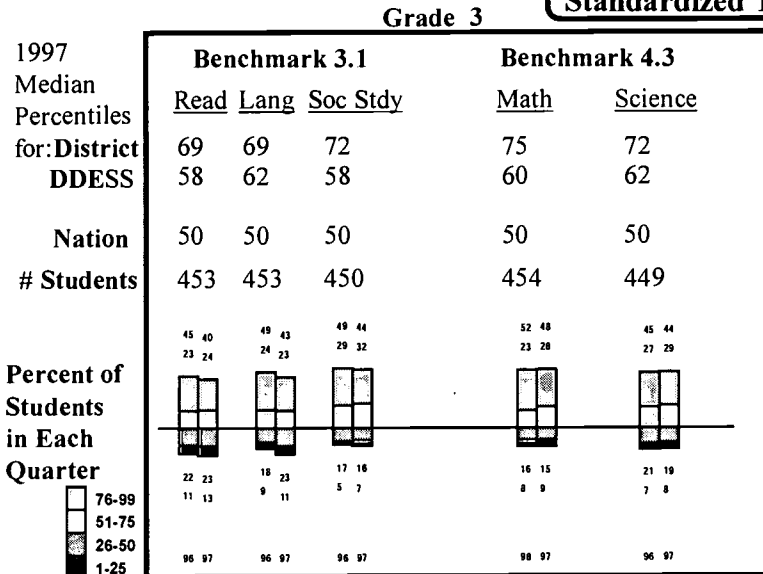 Standardized
Grade 3
1997 Median Percentiles for:
Benchmark 3.1 Benchmark 4.3
Read Lang Soc Stdy Math Science
District 69 69 72 75 72
DDESS 58 62 58 60 62
Nation 50 50 50 50 50
# Students 453 453 450 454 449
45 40 49 43 49 44 52 48 45 44
23 24 24 23 29 32 23 28 27 29
Percent of
Students
in Each
Quarter
22 23 18 23 17 16 16 15 21 19
11 13 9 11 5 7 8 9 7 8
76-99
51-75
26-50
1-25
96 97 96 97 96 97 98 97 96 97